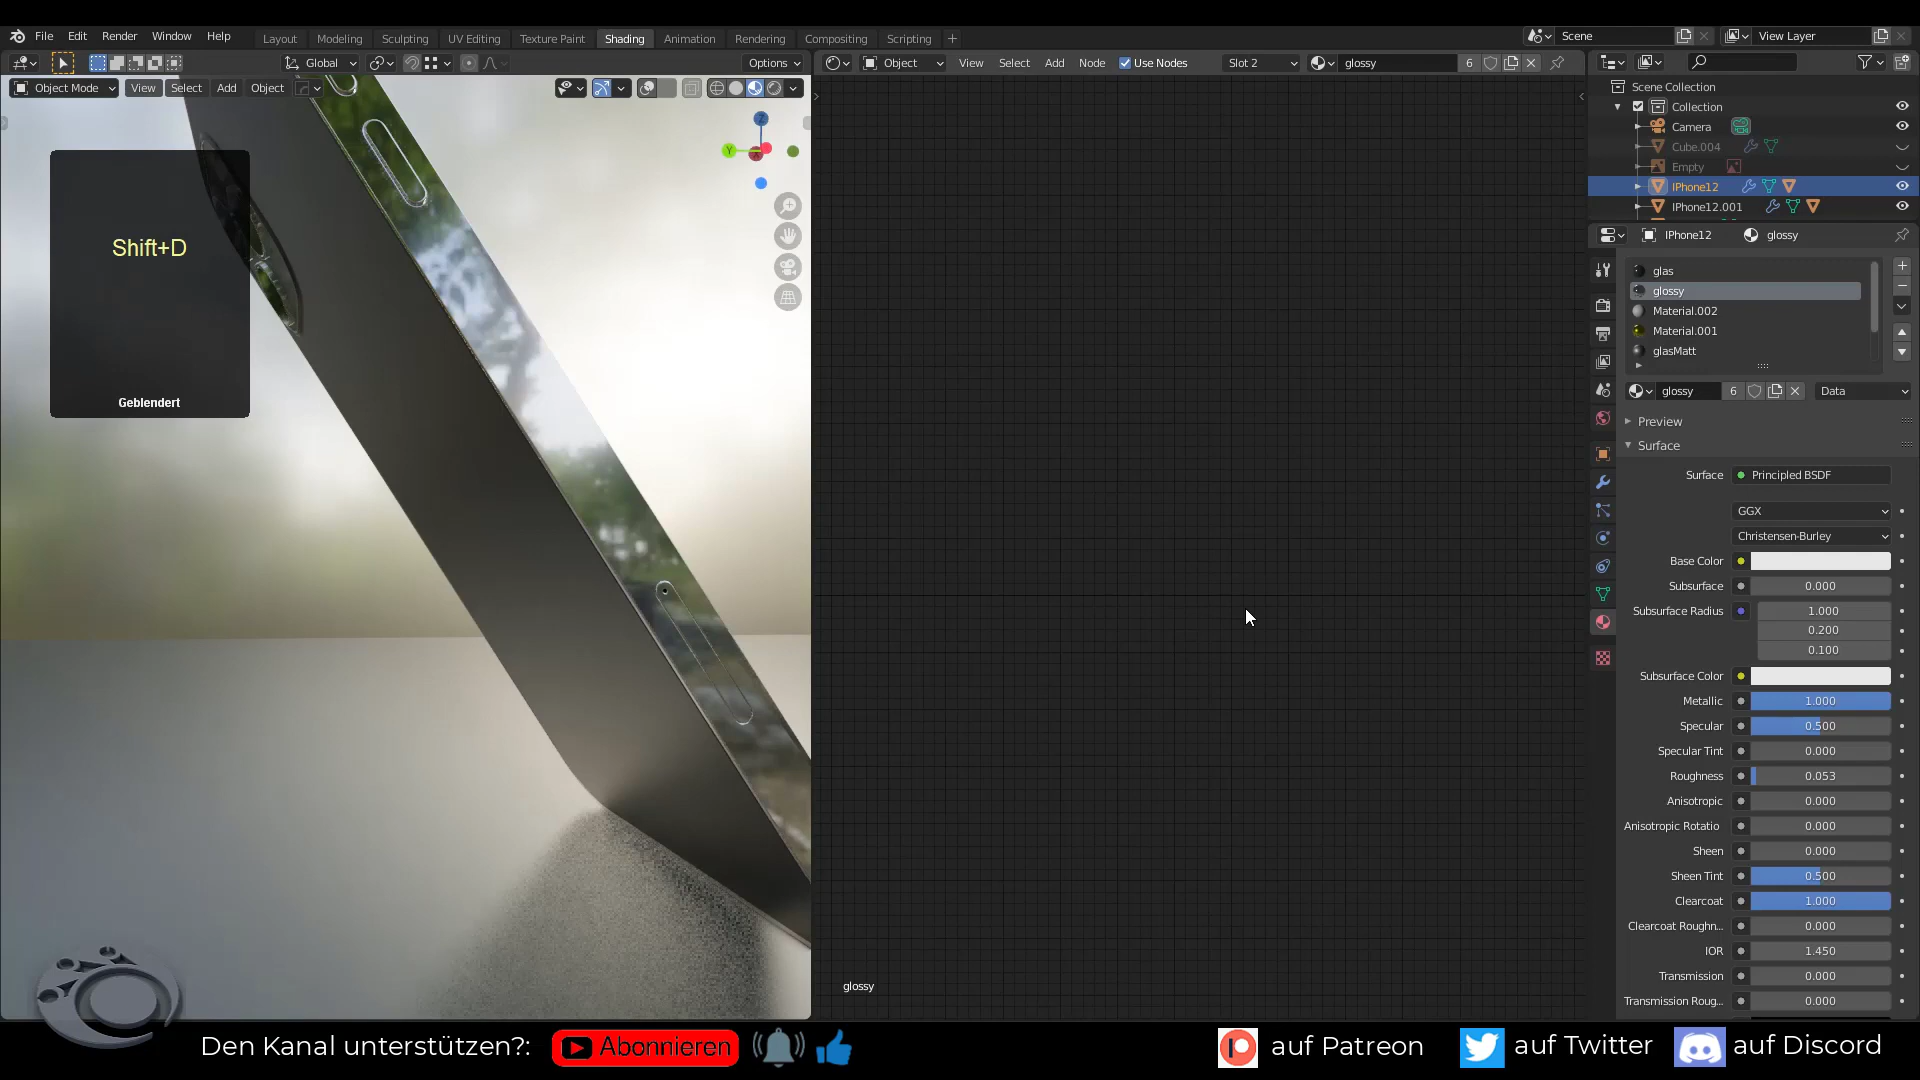 File Edit Render Window Help
Layout Modeling Sculpting UV Editing Texture Paint Shading Animation Rendering Compositing Scripting
Scene View Layer
Global Options
Object View Select Add Node Use Nodes Slot 2 glossy 6
Object Mode View Select Add Object
Scene Collection
Collection
Camera
Cube.004
Empty
IPhone12
IPhone12.001
Z
Y
Shift+D
Geblendert
IPhone12 glossy
glas
glossy
Material.002
Material.001
glasMatt
glossy 6 Data
Preview
Surface
Surface Principled BSDF
GGX
Christensen-Burley
Base Color
Subsurface 0.000
Subsurface Radius 1.000
0.200
0.100
Subsurface Color
Metallic 1.000
Specular 0.500
Specular Tint 0.000
Roughness 0.053
Anisotropic 0.000
Anisotropic Rotatio 0.000
Sheen 0.000
Sheen Tint 0.500
Clearcoat 1.000
Clearcoat Roughn... 0.000
IOR 1.450
Transmission 0.000
Transmission Roug... 0.000
glossy
Den Kanal unterstützen?: Abonnieren auf Patreon auf Twitter auf Discord